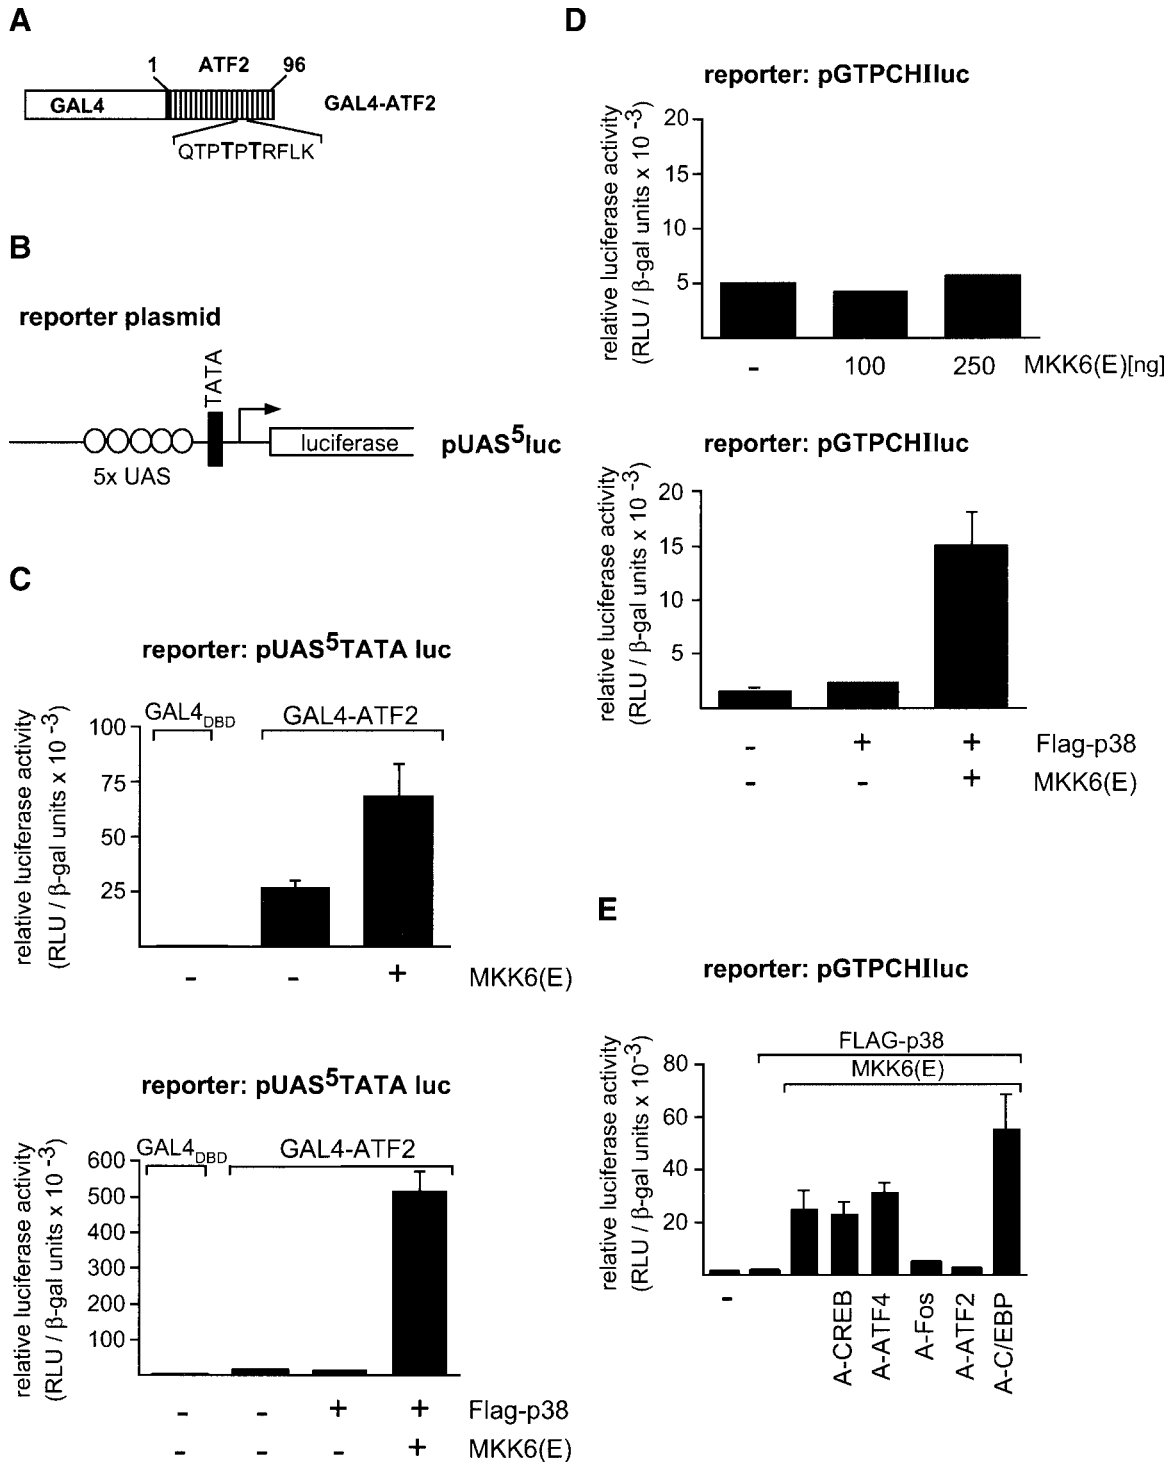 A
1 ATF2 96
GAL4
GAL4-ATF2
QTPTPTRFLK
B
reporter plasmid
TATA
luciferase
5x UAS
pUAS5luc
C
reporter: pUAS5TATA luc
relative luciferase activity
(RLU / β-gal units x 10 -3)
GAL4DBD GAL4-ATF2
100
75
50
25
- - + MKK6(E)
reporter: pUAS5TATA luc
relative luciferase activity
(RLU / β-gal units x 10 -3)
GAL4DBD GAL4-ATF2
600
500
400
300
200
100
- - + + Flag-p38
- - - + MKK6(E)
D
reporter: pGTPCHIluc
relative luciferase activity
(RLU / β-gal units x 10 -3)
20
15
10
5
- 100 250 MKK6(E)[ng]
reporter: pGTPCHIluc
relative luciferase activity
(RLU / β-gal units x 10 -3)
20
15
10
5
- + + Flag-p38
- - + MKK6(E)
E
reporter: pGTPCHIluc
relative luciferase activity
(RLU / β-gal units x 10-3)
FLAG-p38
MKK6(E)
80
60
40
20
-
A-CREB
A-ATF4
A-Fos
A-ATF2
A-C/EBP